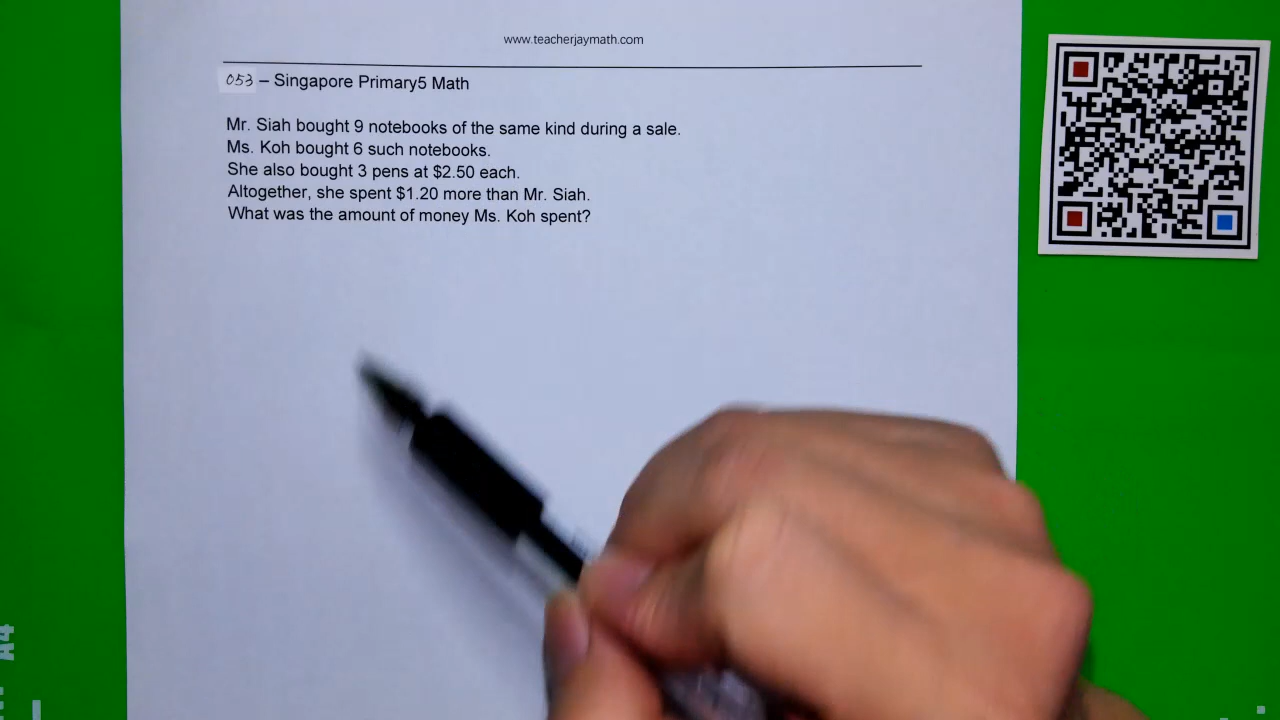 www.teacherjaymath.com
053 – Singapore Primary5 Math
Mr. Siah bought 9 notebooks of the same kind during a sale.
Ms. Koh bought 6 such notebooks.
She also bought 3 pens at $2.50 each.
Altogether, she spent $1.20 more than Mr. Siah.
What was the amount of money Ms. Koh spent?
A4